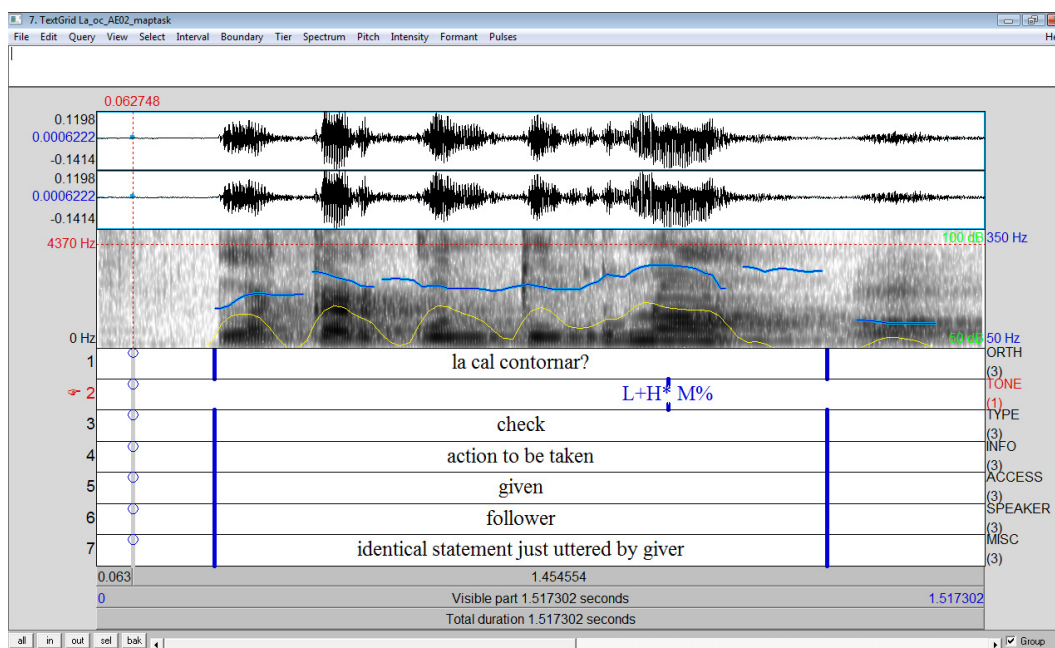 7. TextGrid La_oc_AE02_maptask
File Edit Query View Select Interval Boundary Tier Spectrum Pitch Intensity Formant Pulses He
0.062748
0.1198
0.0006222
-0.1414
0.1198
0.0006222
-0.1414
4370 Hz 100 dB 350 Hz
0 Hz 50 dB 50 Hz
1 la cal contornar? ORTH (3)
2 L+H* M% TONE (1)
3 check TYPE (3)
4 action to be taken INFO (3)
5 given ACCESS (3)
6 follower SPEAKER (3)
7 identical statement just uttered by giver MISC (3)
0.063 1.454554
0 Visible part 1.517302 seconds 1.517302
Total duration 1.517302 seconds
all in out sel bak Group